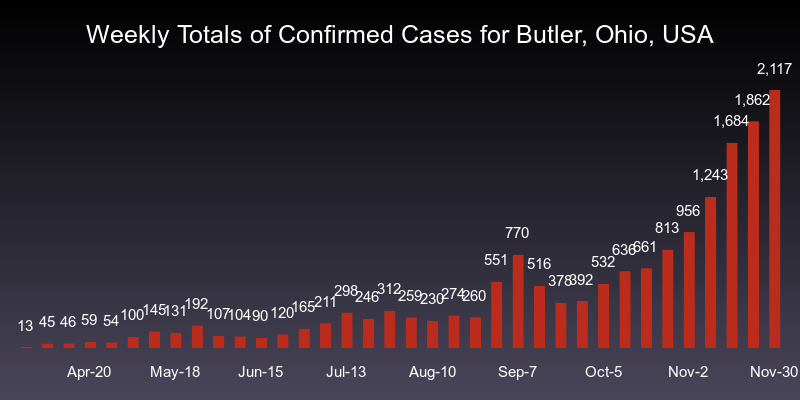 Weekly Totals of Confirmed Cases for Butler, Ohio, USA
13 45 46 59 54 100 145 131 192 107 104 90 120 165 211 298 246 312 259 230 274 260 551 770 516 378 392 532 636 661 813 956 1,243 1,684 1,862 2,117
Apr-20 May-18 Jun-15 Jul-13 Aug-10 Sep-7 Oct-5 Nov-2 Nov-30